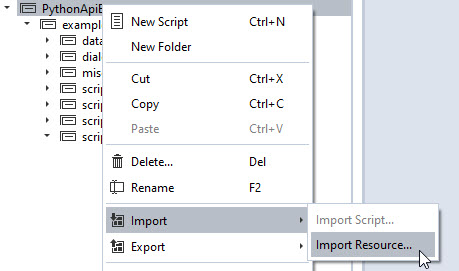 PythonApiE
New Script Ctrl+N
exampl
New Folder
data
dial
misc
Cut Ctrl+X
scrip
Copy Ctrl+C
scrip
scrip
Paste Ctrl+V
scrip
Delete... Del
Rename F2
Import
Import Script...
Export
Import Resource...